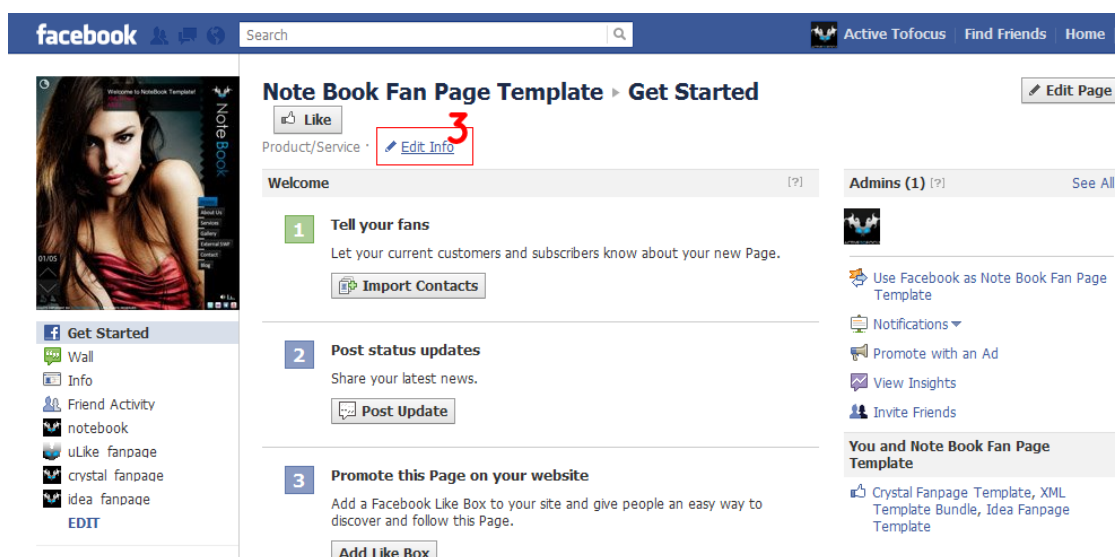 facebook
Search
Active Tofocus
Find Friends
Home
Welcome to NoteBook Template!
NoteBook
About Us
Services
Gallery
External SWF
Contact
Blog
01/05
Note Book Fan Page Template ▸ Get Started
Edit Page
Like
3
Product/Service · Edit Info
Welcome [?]
1 Tell your fans
Let your current customers and subscribers know about your new Page.
Import Contacts
2 Post status updates
Share your latest news.
Post Update
3 Promote this Page on your website
Add a Facebook Like Box to your site and give people an easy way to
discover and follow this Page.
Add Like Box
Get Started
Wall
Info
Friend Activity
notebook
uLike fanpage
crystal fanpage
idea fanpage
EDIT
Admins (1) [?] See All
Use Facebook as Note Book Fan Page
Template
Notifications
Promote with an Ad
View Insights
Invite Friends
You and Note Book Fan Page
Template
Crystal Fanpage Template, XML
Template Bundle, Idea Fanpage
Template